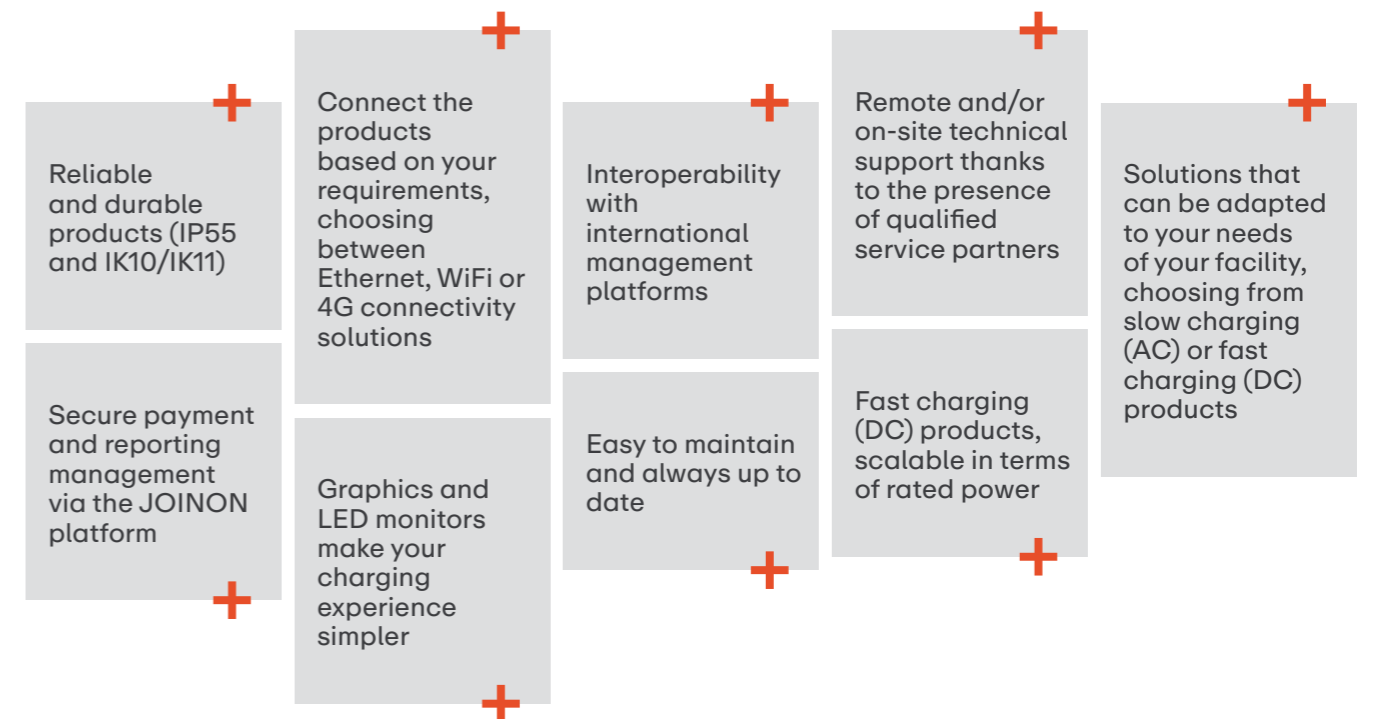 Reliable
and durable
products (IP55
and IK10/IK11)
Secure payment
and reporting
management
via the JOINON
platform
Connect the
products
based on your
requirements,
choosing
between
Ethernet, WiFi or
4G connectivity
solutions
Graphics and
LED monitors
make your
charging
experience
simpler
Interoperability
with
international
management
platforms
Easy to maintain
and always up to
date
Remote and/or
on-site technical
support thanks
to the presence
of qualified
service partners
Fast charging
(DC) products,
scalable in terms
of rated power
Solutions that
can be adapted
to your needs
of your facility,
choosing from
slow charging
(AC) or fast
charging (DC)
products